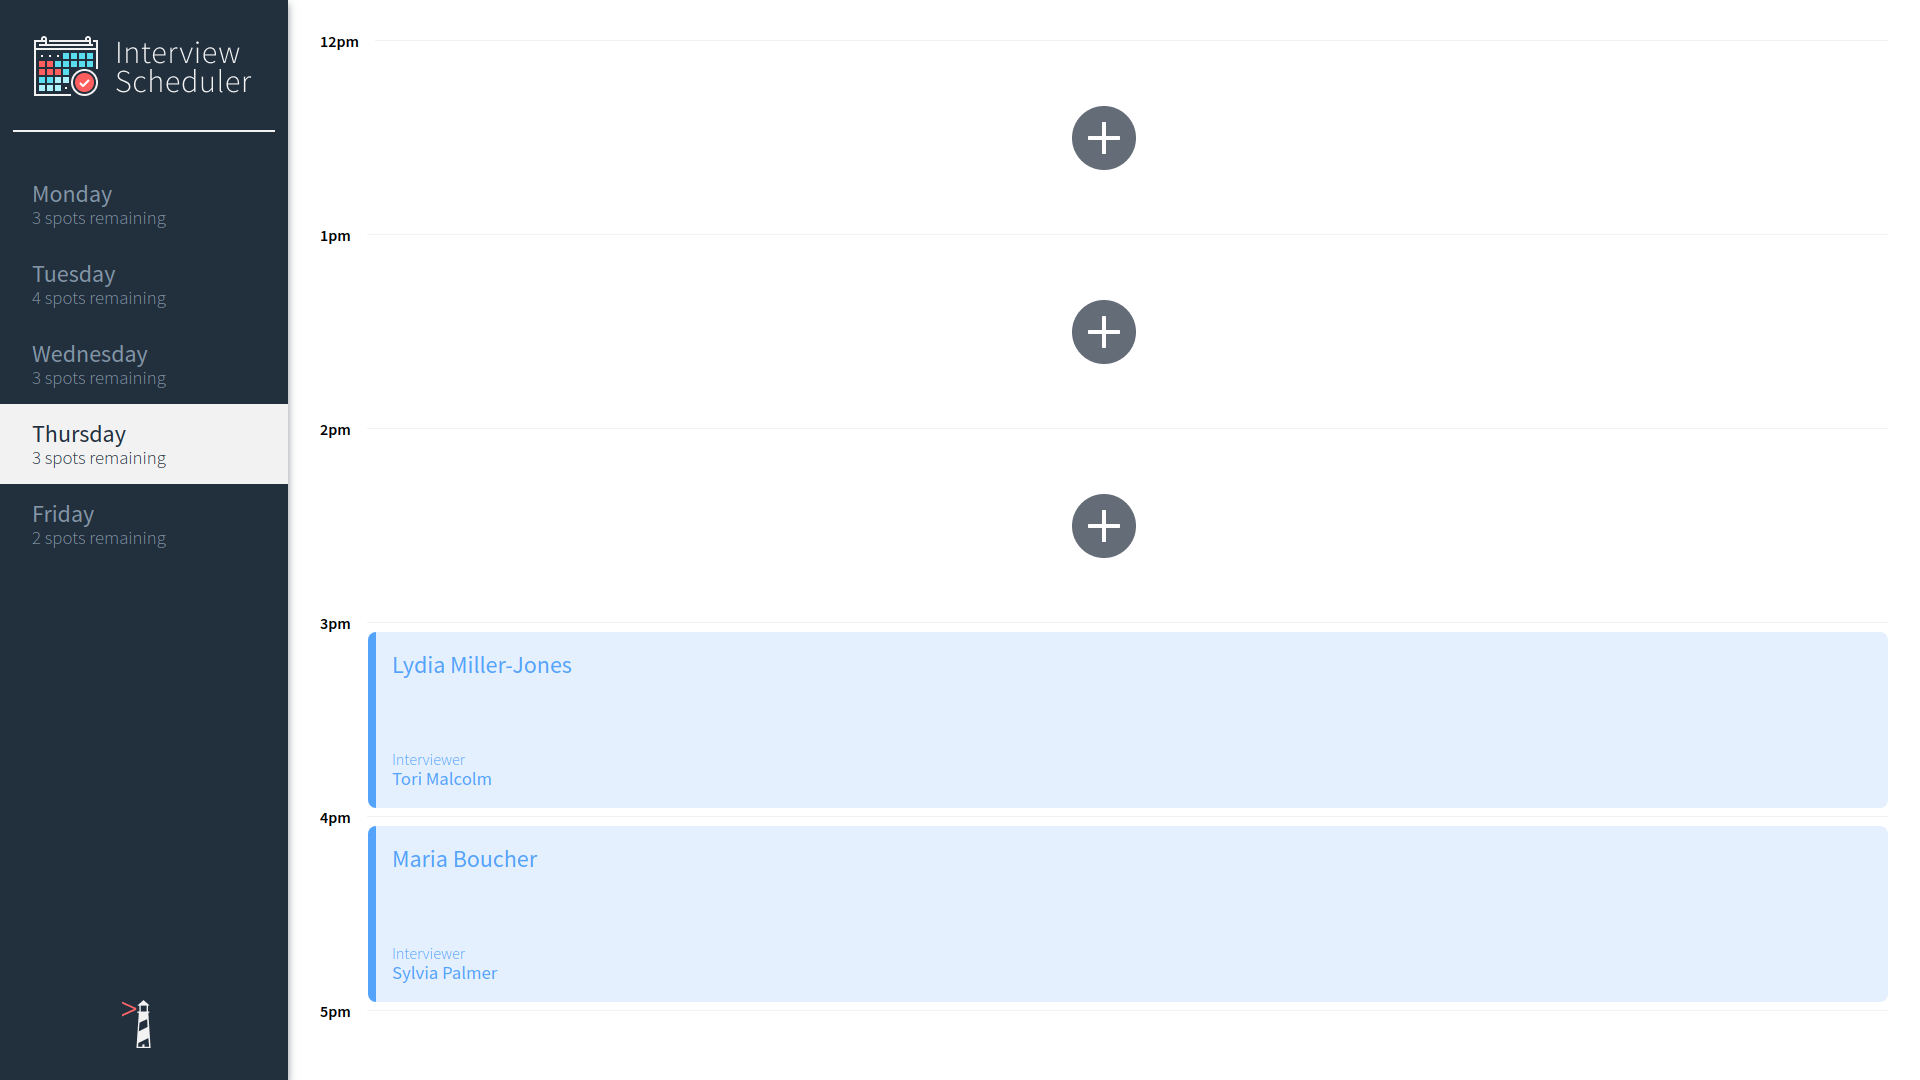 Interview
Scheduler
Monday
3 spots remaining
Tuesday
4 spots remaining
Wednesday
3 spots remaining
Thursday
3 spots remaining
Friday
2 spots remaining
12pm
1pm
2pm
3pm
Lydia Miller-Jones
Interviewer
Tori Malcolm
4pm
Maria Boucher
Interviewer
Sylvia Palmer
5pm